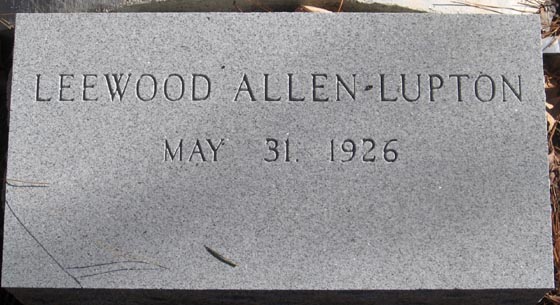 LEEWOOD ALLEN LUPTON
MAY 31. 1926